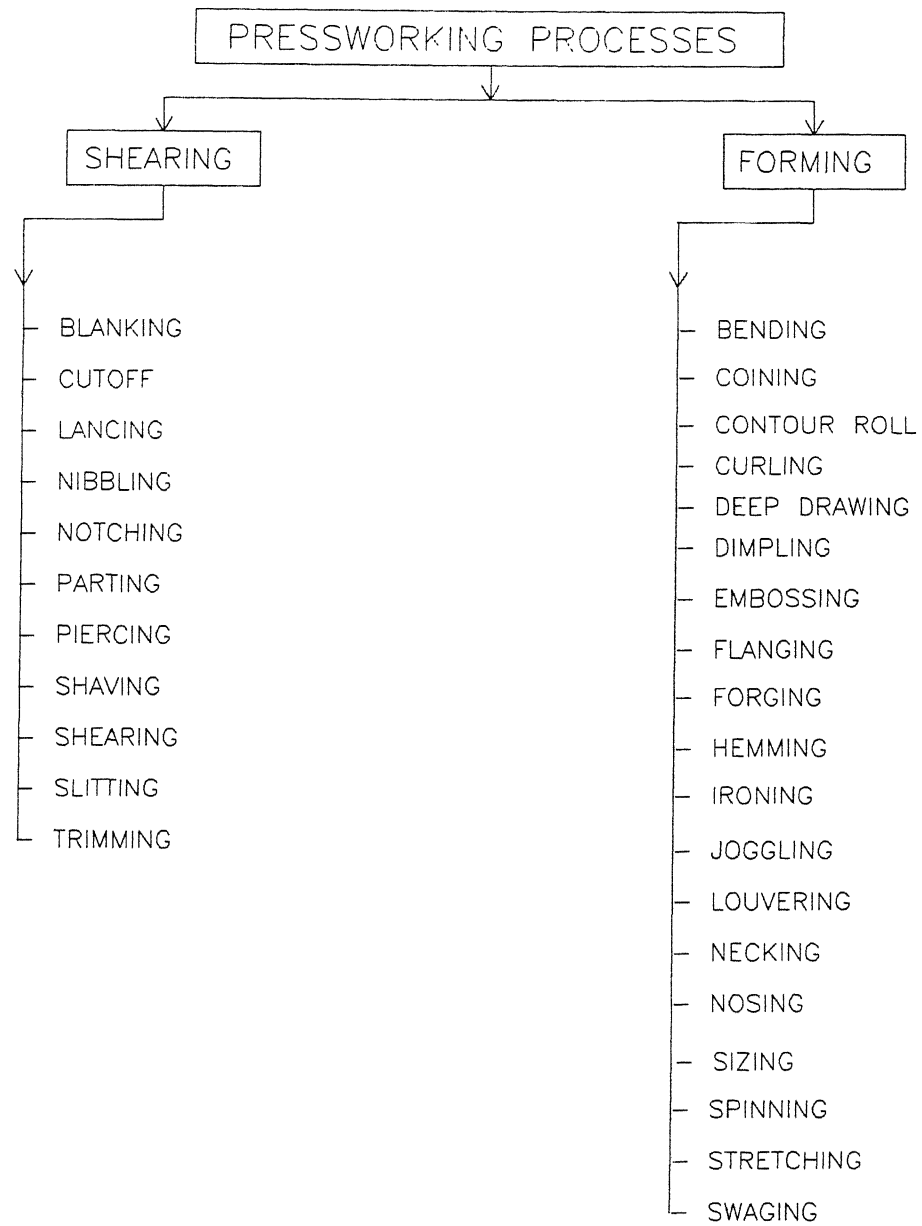 PRESSWORKING PROCESSES
SHEARING
BLANKING
CUTOFF
LANCING
NIBBLING
NOTCHING
PARTING
PIERCING
SHAVING
SHEARING
SLITTING
TRIMMING
FORMING
BENDING
COINING
CONTOUR ROLL
CURLING
DEEP DRAWING
DIMPLING
EMBOSSING
FLANGING
FORGING
HEMMING
IRONING
JOGGLING
LOUVERING
NECKING
NOSING
SIZING
SPINNING
STRETCHING
SWAGING